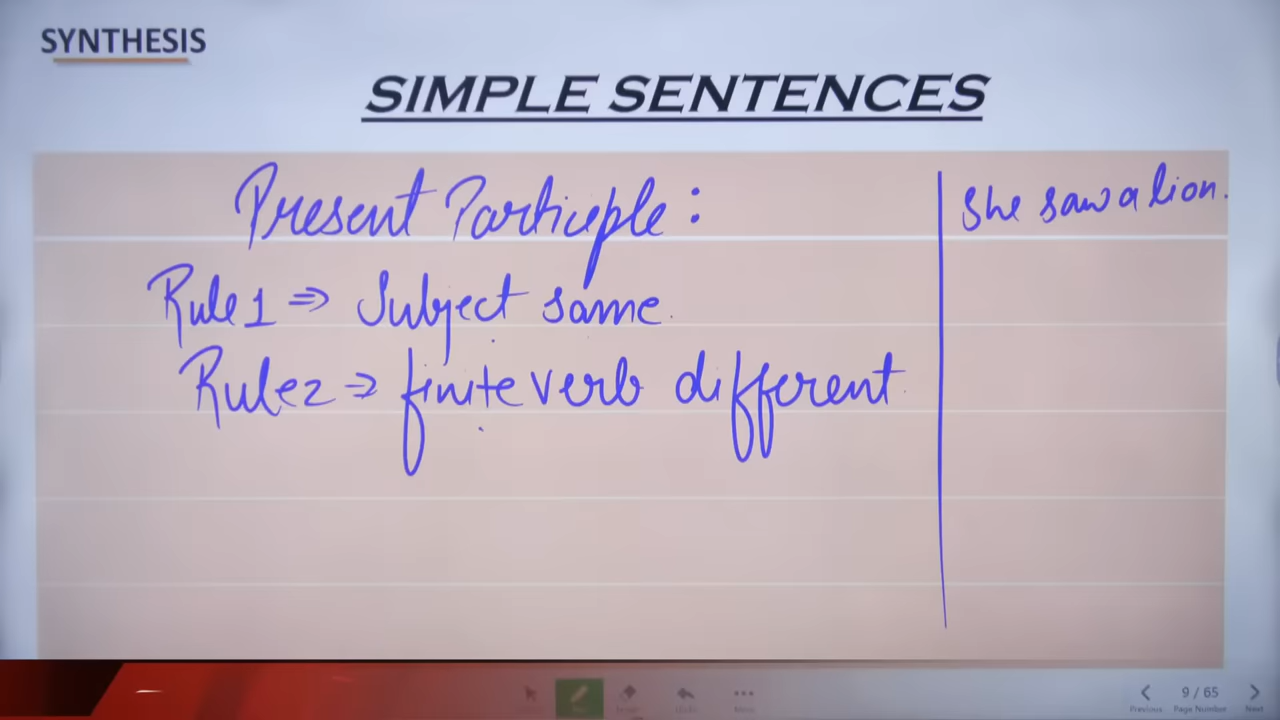 SYNTHESIS
SIMPLE SENTENCES
Present Participle:
She saw a lion.
Rule 1 ⇒ Subject same.
Rule 2 ⇒ finite verb different.
9 / 65
Previous Page Number Next